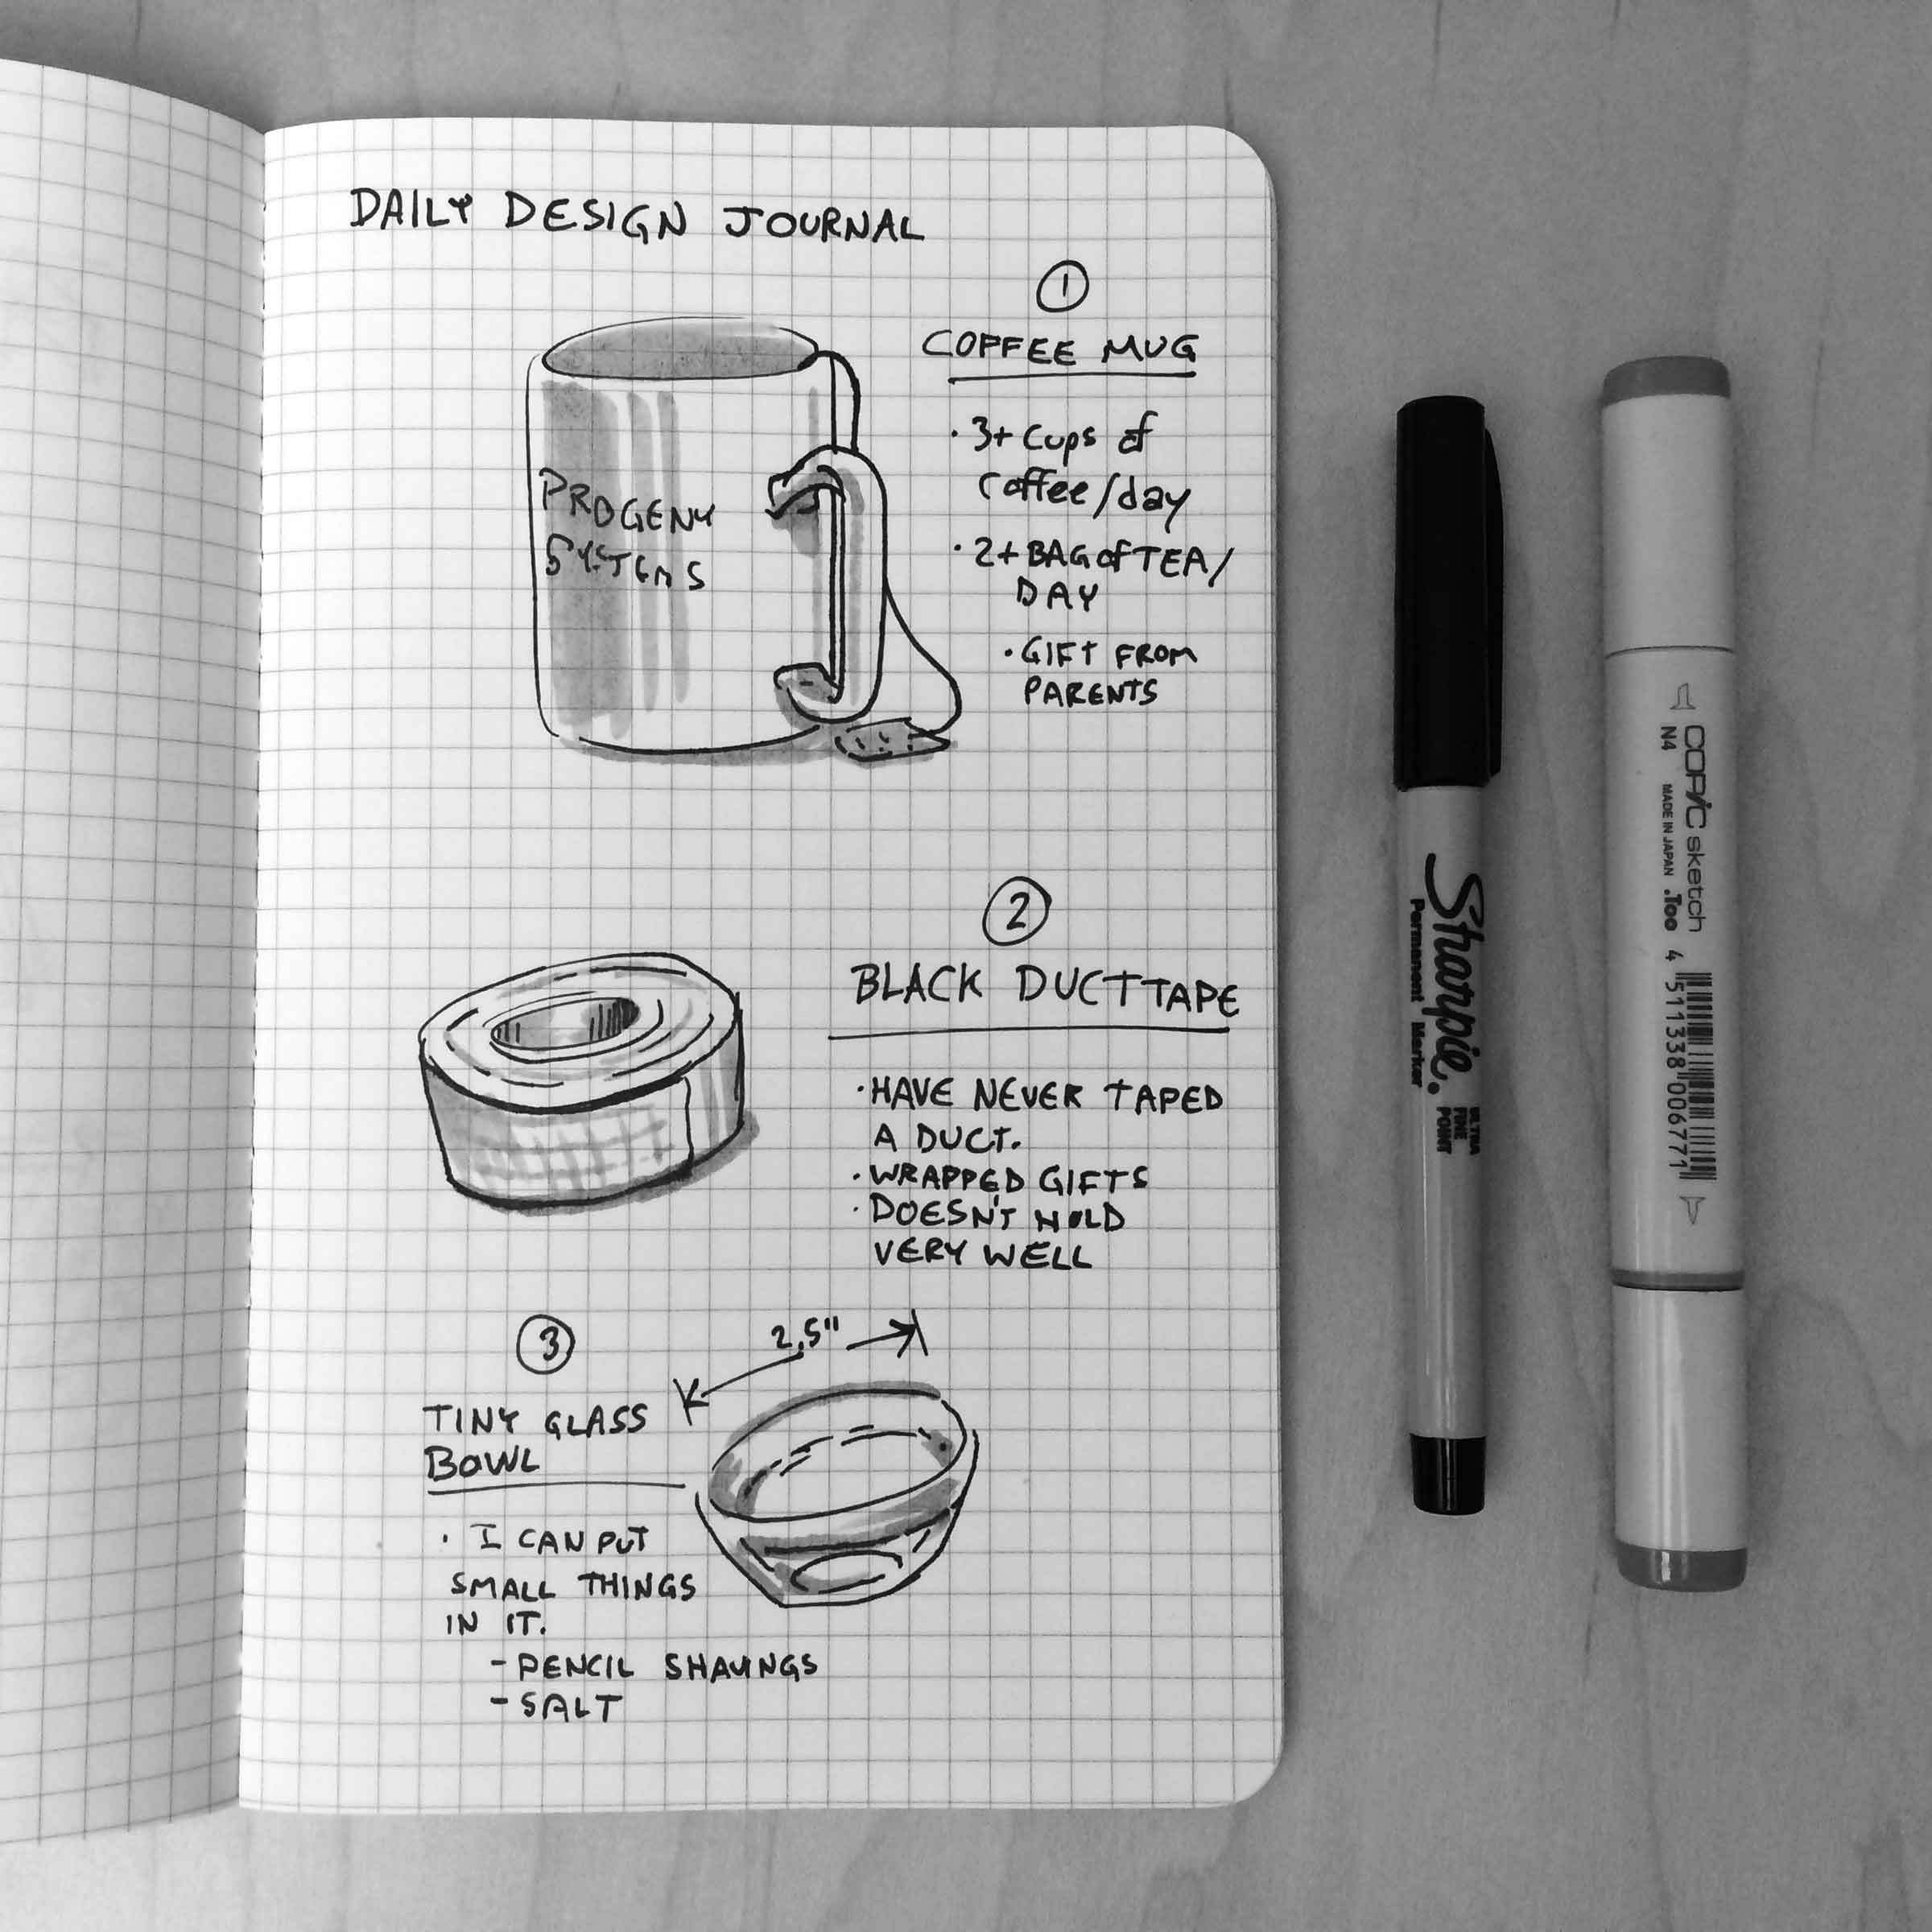 DAILY DESIGN JOURNAL
1
COFFEE MUG
· 3+ Cups of
Coffee/day
· 2+ BAG of TEA/
DAY
· GIFT FROM
PARENTS
PROGENY
SYSTEMS
2
BLACK DUCT TAPE
· HAVE NEVER TAPED
A DUCT.
· WRAPPED GIFTS
· DOESN'T HOLD
VERY WELL
3
2.5"
TINY GLASS
BOWL
· I CAN PUT
SMALL THINGS
IN IT.
- PENCIL SHAVINGS
- SALT
Sharpie.
Permanent Marker
ULTRA
FINE
POINT
COPIC sketch
N4 MADE IN JAPAN .Too
4 511338 006771